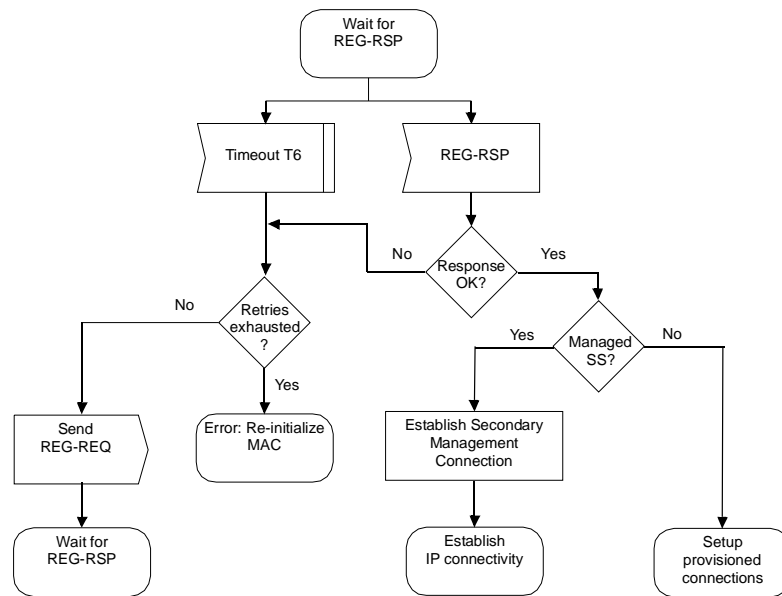 Wait for
REG-RSP
Timeout T6
REG-RSP
No
Response
OK?
Yes
No
Retries
exhausted
?
Yes
Managed
SS?
No
Yes
Send
REG-REQ
Error: Re-initialize
MAC
Establish Secondary
Management
Connection
Wait for
REG-RSP
Establish
IP connectivity
Setup
provisioned
connections